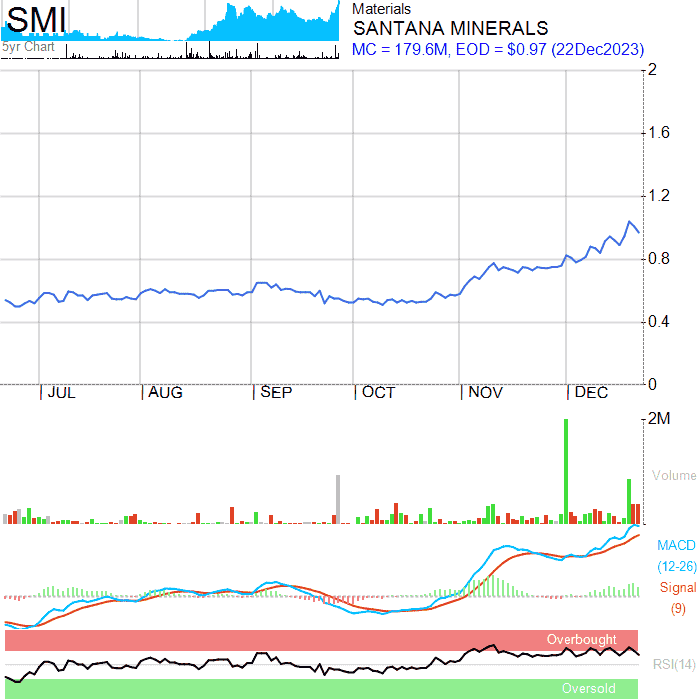 SMI
5yr Chart
Materials
SANTANA MINERALS
MC = 179.6M, EOD = $0.97 (22Dec2023)
2
1.6
1.2
0.8
0.4
0
JUL AUG SEP OCT NOV DEC
2M
Volume
MACD
(12-26)
Signal
(9)
Overbought
RSI(14)
Oversold